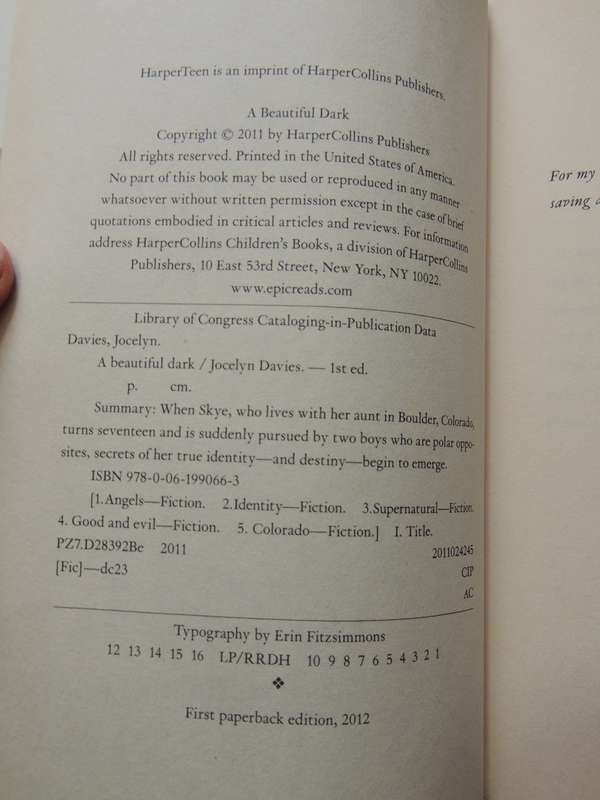 HarperTeen is an imprint of HarperCollins Publishers.
A Beautiful Dark
Copyright © 2011 by HarperCollins Publishers
All rights reserved. Printed in the United States of America.
No part of this book may be used or reproduced in any manner
whatsoever without written permission except in the case of brief
quotations embodied in critical articles and reviews. For information
address HarperCollins Children's Books, a division of HarperCollins
Publishers, 10 East 53rd Street, New York, NY 10022.
www.epicreads.com
Library of Congress Cataloging-in-Publication Data
Davies, Jocelyn.
A beautiful dark / Jocelyn Davies. — 1st ed.
p. cm.
Summary: When Skye, who lives with her aunt in Boulder, Colorado,
turns seventeen and is suddenly pursued by two boys who are polar oppo-
sites, secrets of her true identity—and destiny—begin to emerge.
ISBN 978-0-06-199066-3
[1. Angels—Fiction. 2. Identity—Fiction. 3. Supernatural—Fiction.
4. Good and evil—Fiction. 5. Colorado—Fiction.] I. Title.
PZ7.D28392Be 2011 2011024245
[Fic]—dc23 CIP
AC
Typography by Erin Fitzsimmons
12 13 14 15 16 LP/RRDH 10 9 8 7 6 5 4 3 2 1
First paperback edition, 2012
For my
saving